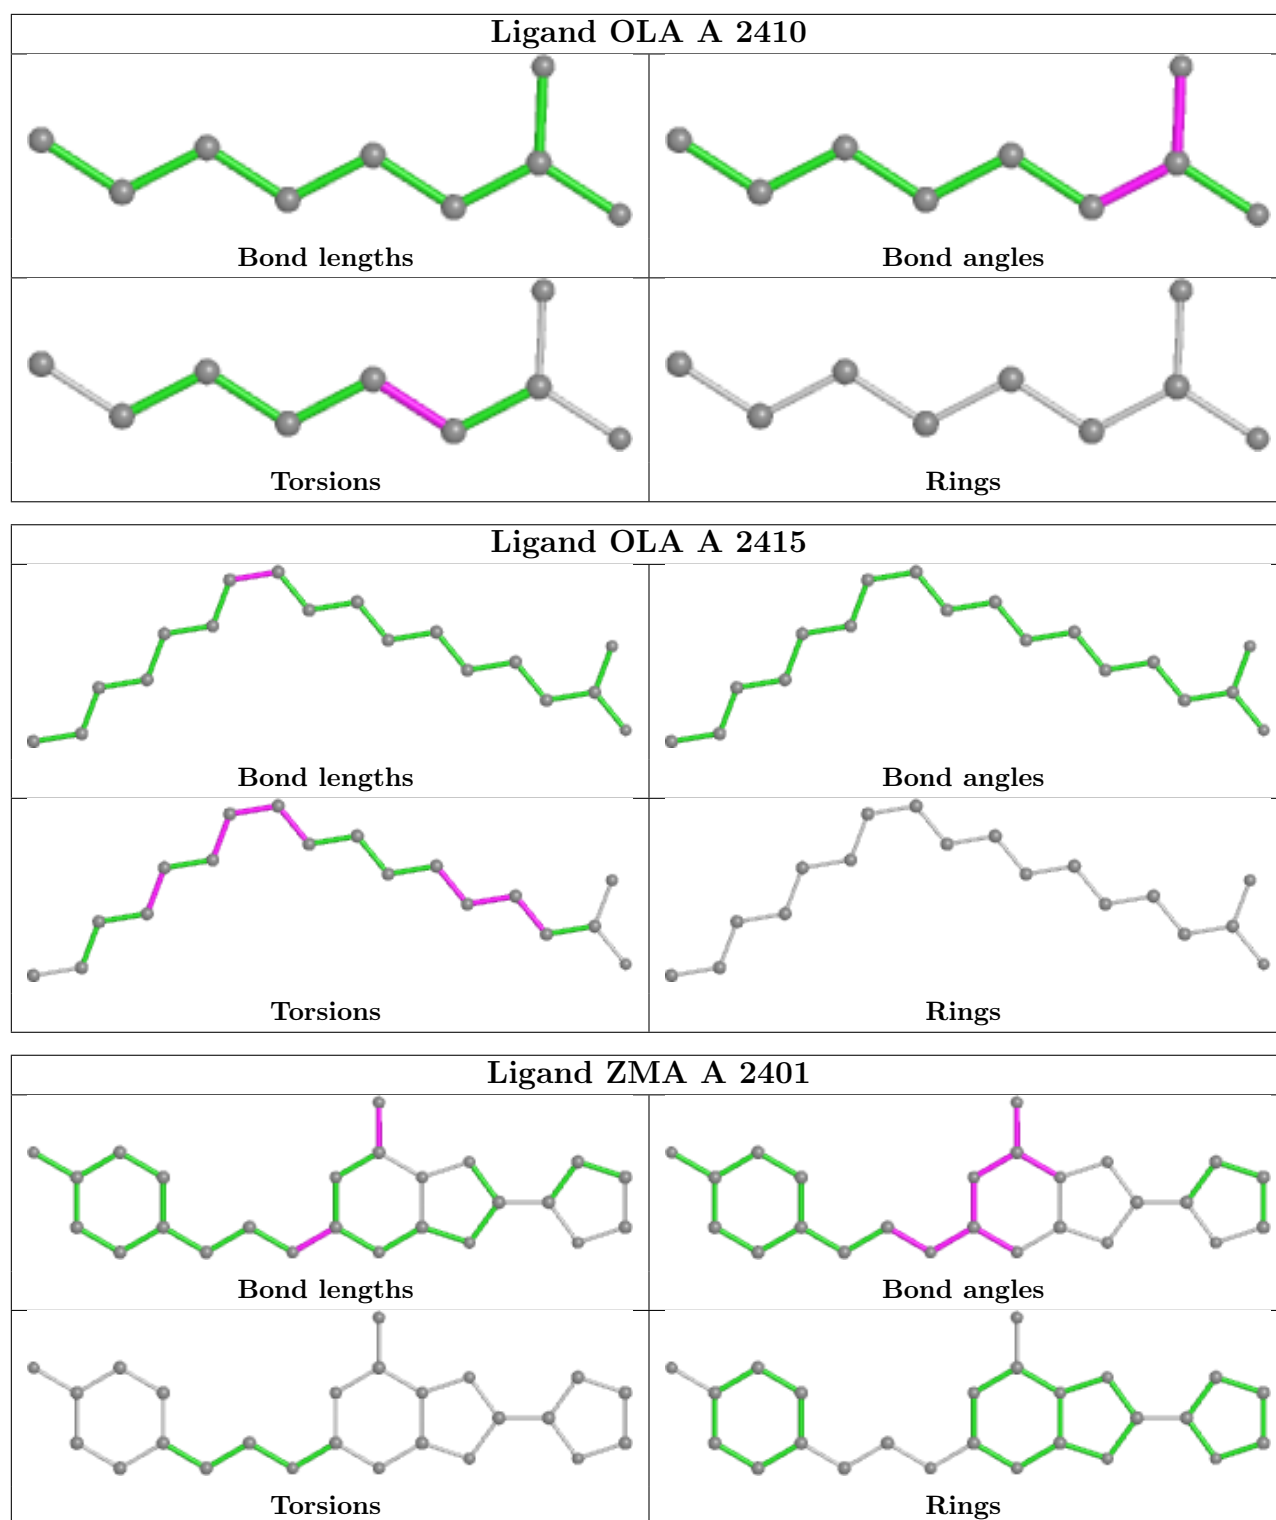 Ligand OLA A 2410
Bond lengths
Bond angles
Torsions
Rings
Ligand OLA A 2415
Bond lengths
Bond angles
Torsions
Rings
Ligand ZMA A 2401
Bond lengths
Bond angles
Torsions
Rings